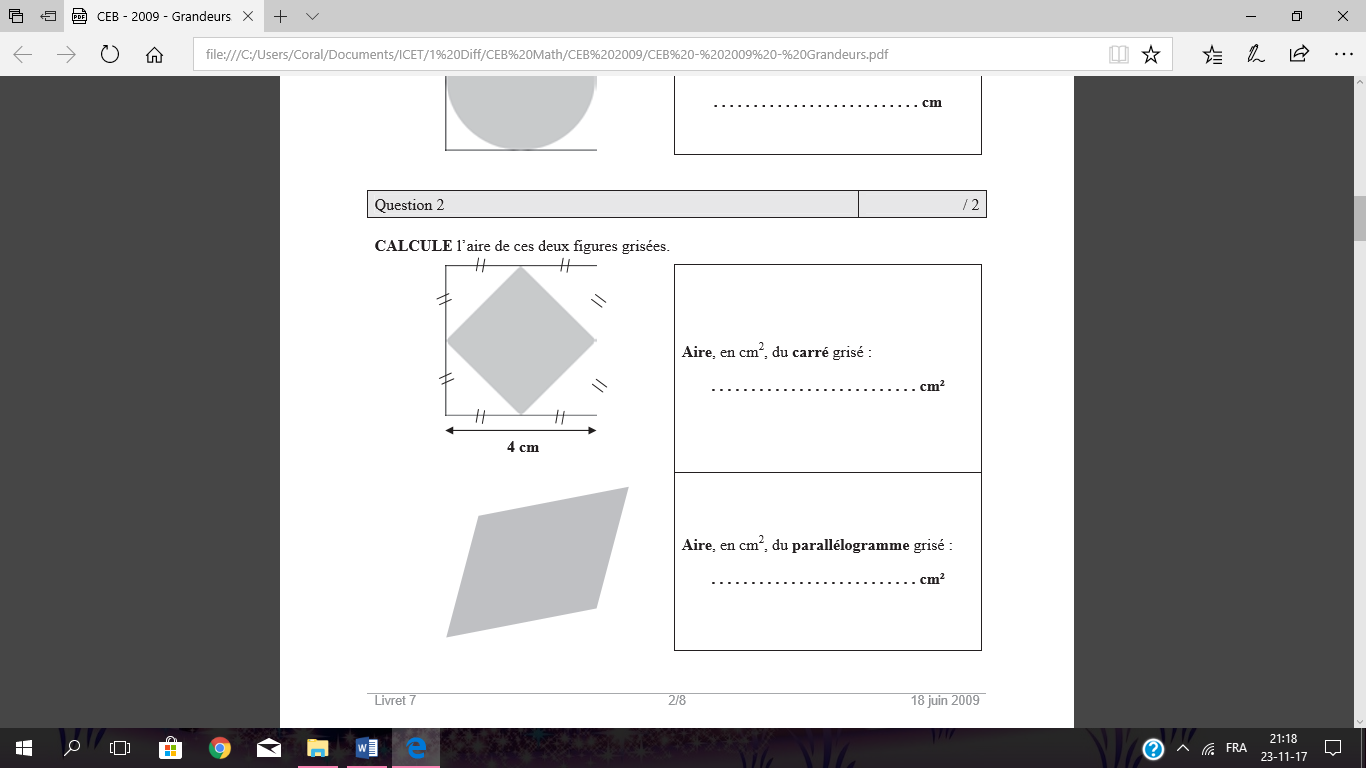 CEB - 2009 - Grandeurs
file:///C:/Users/Coral/Documents/ICET/1%20Diff/CEB%20Math/CEB%202009/CEB%20-%202009%20-%20Grandeurs.pdf
. . . . . . . . . . . . . . . . . . . . . . . . . . cm
Question 2 / 2
CALCULE l’aire de ces deux figures grisées.
Aire, en cm², du carré grisé :
. . . . . . . . . . . . . . . . . . . . . . . . . . cm²
4 cm
Aire, en cm², du parallélogramme grisé :
. . . . . . . . . . . . . . . . . . . . . . . . . . cm²
Livret 7 2/8 18 juin 2009
FRA 21:18
23-11-17